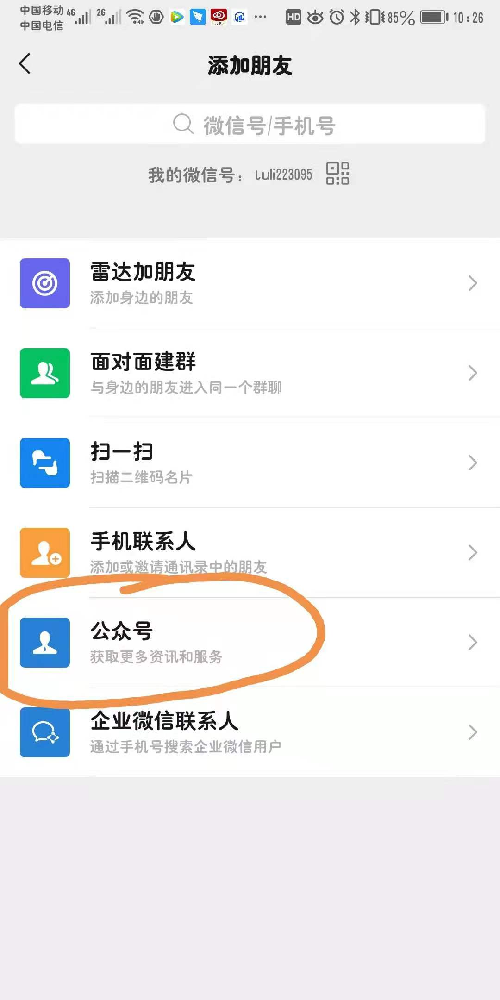 中国移动 4G 2G HD 85% 10:26
中国电信
添加朋友
微信号/手机号
我的微信号：tuli223095
雷达加朋友
添加身边的朋友
面对面建群
与身边的朋友进入同一个群聊
扫一扫
扫描二维码名片
手机联系人
添加或邀请通讯录中的朋友
公众号
获取更多资讯和服务
企业微信联系人
通过手机号搜索企业微信用户